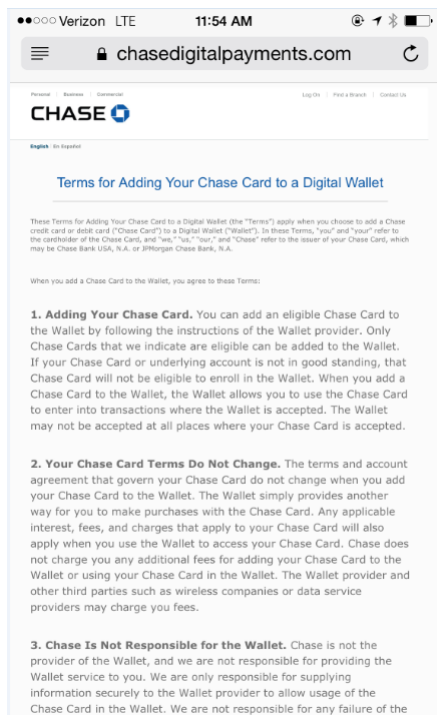 Verizon LTE 11:54 AM
chasedigitalpayments.com
Personal | Business | Commercial Log On | Find a Branch | Contact Us
CHASE
English | En Español
Terms for Adding Your Chase Card to a Digital Wallet
These Terms for Adding Your Chase Card to a Digital Wallet (the "Terms") apply when you choose to add a Chase
credit card or debit card ("Chase Card") to a Digital Wallet ("Wallet"). In these Terms, "you" and "your" refer to
the cardholder of the Chase Card, and "we," "us," "our," and "Chase" refer to the issuer of your Chase Card, which
may be Chase Bank USA, N.A. or JPMorgan Chase Bank, N.A.
When you add a Chase Card to the Wallet, you agree to these Terms:
1. Adding Your Chase Card. You can add an eligible Chase Card to
the Wallet by following the instructions of the Wallet provider. Only
Chase Cards that we indicate are eligible can be added to the Wallet.
If your Chase Card or underlying account is not in good standing, that
Chase Card will not be eligible to enroll in the Wallet. When you add a
Chase Card to the Wallet, the Wallet allows you to use the Chase Card
to enter into transactions where the Wallet is accepted. The Wallet
may not be accepted at all places where your Chase Card is accepted.
2. Your Chase Card Terms Do Not Change. The terms and account
agreement that govern your Chase Card do not change when you add
your Chase Card to the Wallet. The Wallet simply provides another
way for you to make purchases with the Chase Card. Any applicable
interest, fees, and charges that apply to your Chase Card will also
apply when you use the Wallet to access your Chase Card. Chase does
not charge you any additional fees for adding your Chase Card to the
Wallet or using your Chase Card in the Wallet. The Wallet provider and
other third parties such as wireless companies or data service
providers may charge you fees.
3. Chase Is Not Responsible for the Wallet. Chase is not the
provider of the Wallet, and we are not responsible for providing the
Wallet service to you. We are only responsible for supplying
information securely to the Wallet provider to allow usage of the
Chase Card in the Wallet. We are not responsible for any failure of the